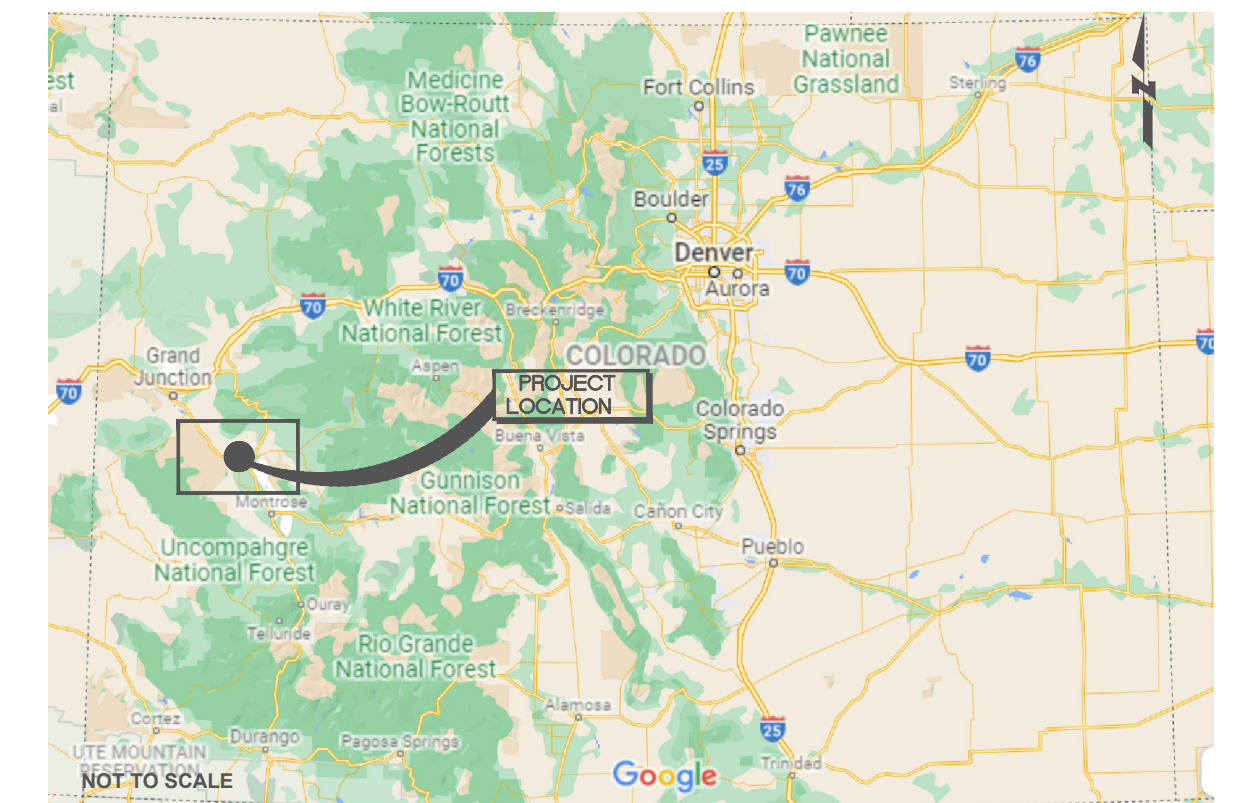 Pawnee
National
Grassland
76
Sterling
N
est
al
Medicine
Bow-Routt
National
Forests
Fort Collins
25
76
Boulder
Denver
Aurora
70
70
70
White River
National Forest
Breckenridge
COLORADO
70
70
Grand
Junction
70
Aspen
PROJECT
LOCATION
Colorado
Springs
Buena Vista
Gunnison
National Forest
Salida
Cañon City
Montrose
Pueblo
Uncompahgre
National Forest
Ouray
Telluride
Rio Grande
National Forest
Alamosa
Cortez
Durango
Pagosa Springs
25
Trinidad
UTE MOUNTAIN
RESERVATION
NOT TO SCALE
Google